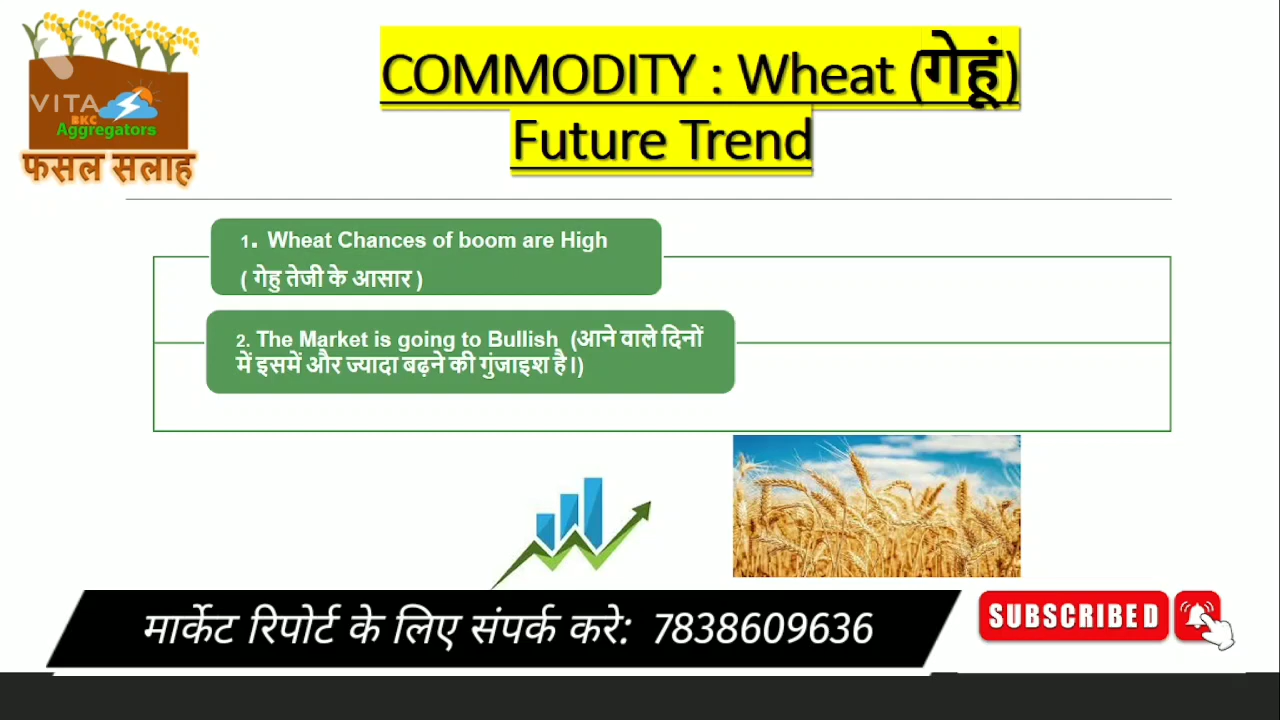 VITA
BKC
Aggregators
फसल सलाह
COMMODITY : Wheat (गेहूं)
Future Trend
1. Wheat Chances of boom are High
( गेहु तेजी के आसार )
2. The Market is going to Bullish (आने वाले दिनों
में इसमें और ज्यादा बढ़ने की गुंजाइश है।)
मार्केट रिपोर्ट के लिए संपर्क करे: 7838609636
SUBSCRIBED